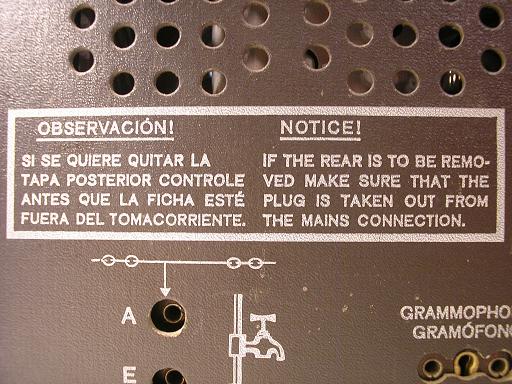 OBSERVACIÓN!
SI SE QUIERE QUITAR LA
TAPA POSTERIOR CONTROLE
ANTES QUE LA FICHA ESTÉ
FUERA DEL TOMACORRIENTE.
NOTICE!
IF THE REAR IS TO BE REMO-
VED MAKE SURE THAT THE
PLUG IS TAKEN OUT FROM
THE MAINS CONNECTION.
A
E
GRAMMOPHO
GRAMÓFONO